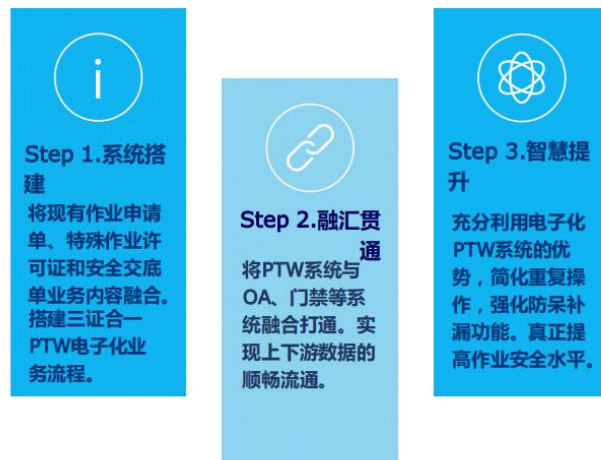 Step 1.系统搭
建
将现有作业申请
单、特殊作业许
可证和安全交底
单业务内容融合。
搭建三证合一
PTW电子化业
务流程。
Step 2.融汇贯
通
将PTW系统与
OA、门禁等系
统融合打通。实
现上下游数据的
顺畅流通。
Step 3.智慧提
升
充分利用电子化
PTW系统的优
势，简化重复操
作，强化防呆补
漏功能。真正提
高作业安全水平。